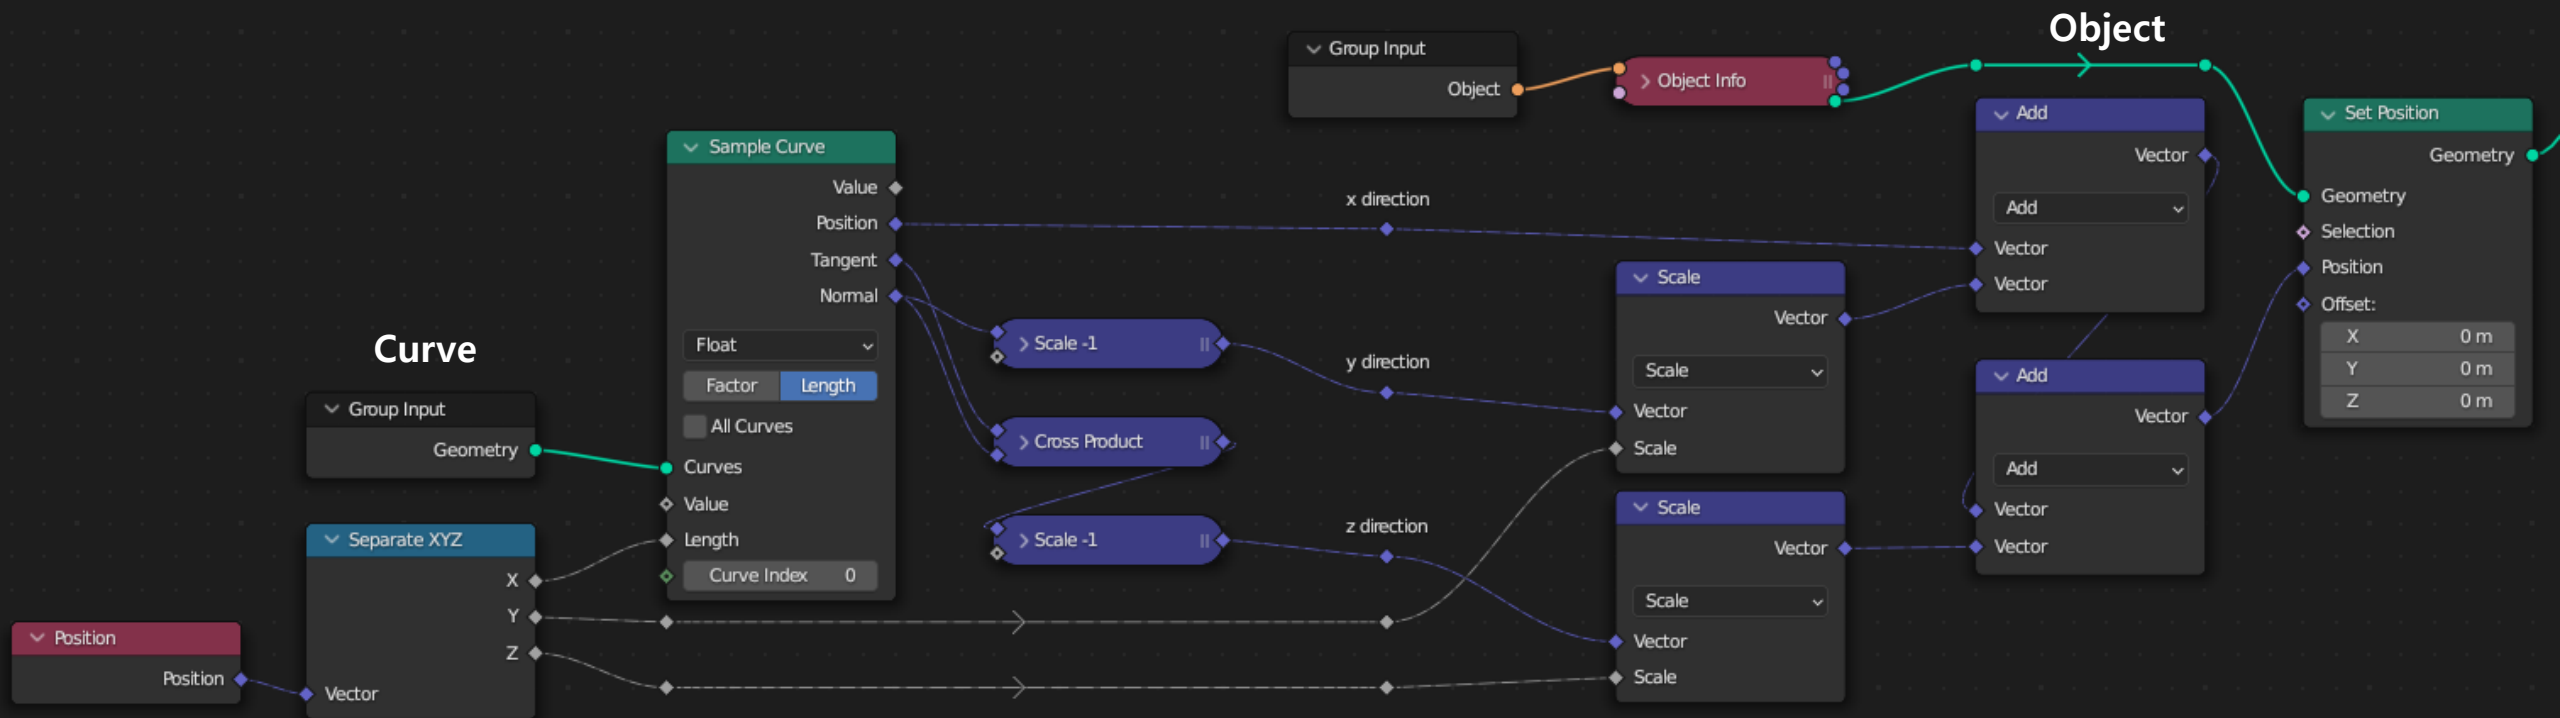 Curve
Group Input
Geometry
Position
Position
Separate XYZ
X
Y
Z
Vector
Sample Curve
Value
Position
Tangent
Normal
Float
Factor Length
All Curves
Curves
Value
Length
Curve Index 0
Scale -1
Cross Product
Scale -1
x direction
y direction
z direction
Group Input
Object
Object Info
Scale
Vector
Scale
Vector
Scale
Scale
Vector
Scale
Vector
Scale
Object
Add
Vector
Add
Vector
Vector
Add
Vector
Add
Vector
Vector
Set Position
Geometry
Geometry
Selection
Position
Offset:
X 0 m
Y 0 m
Z 0 m